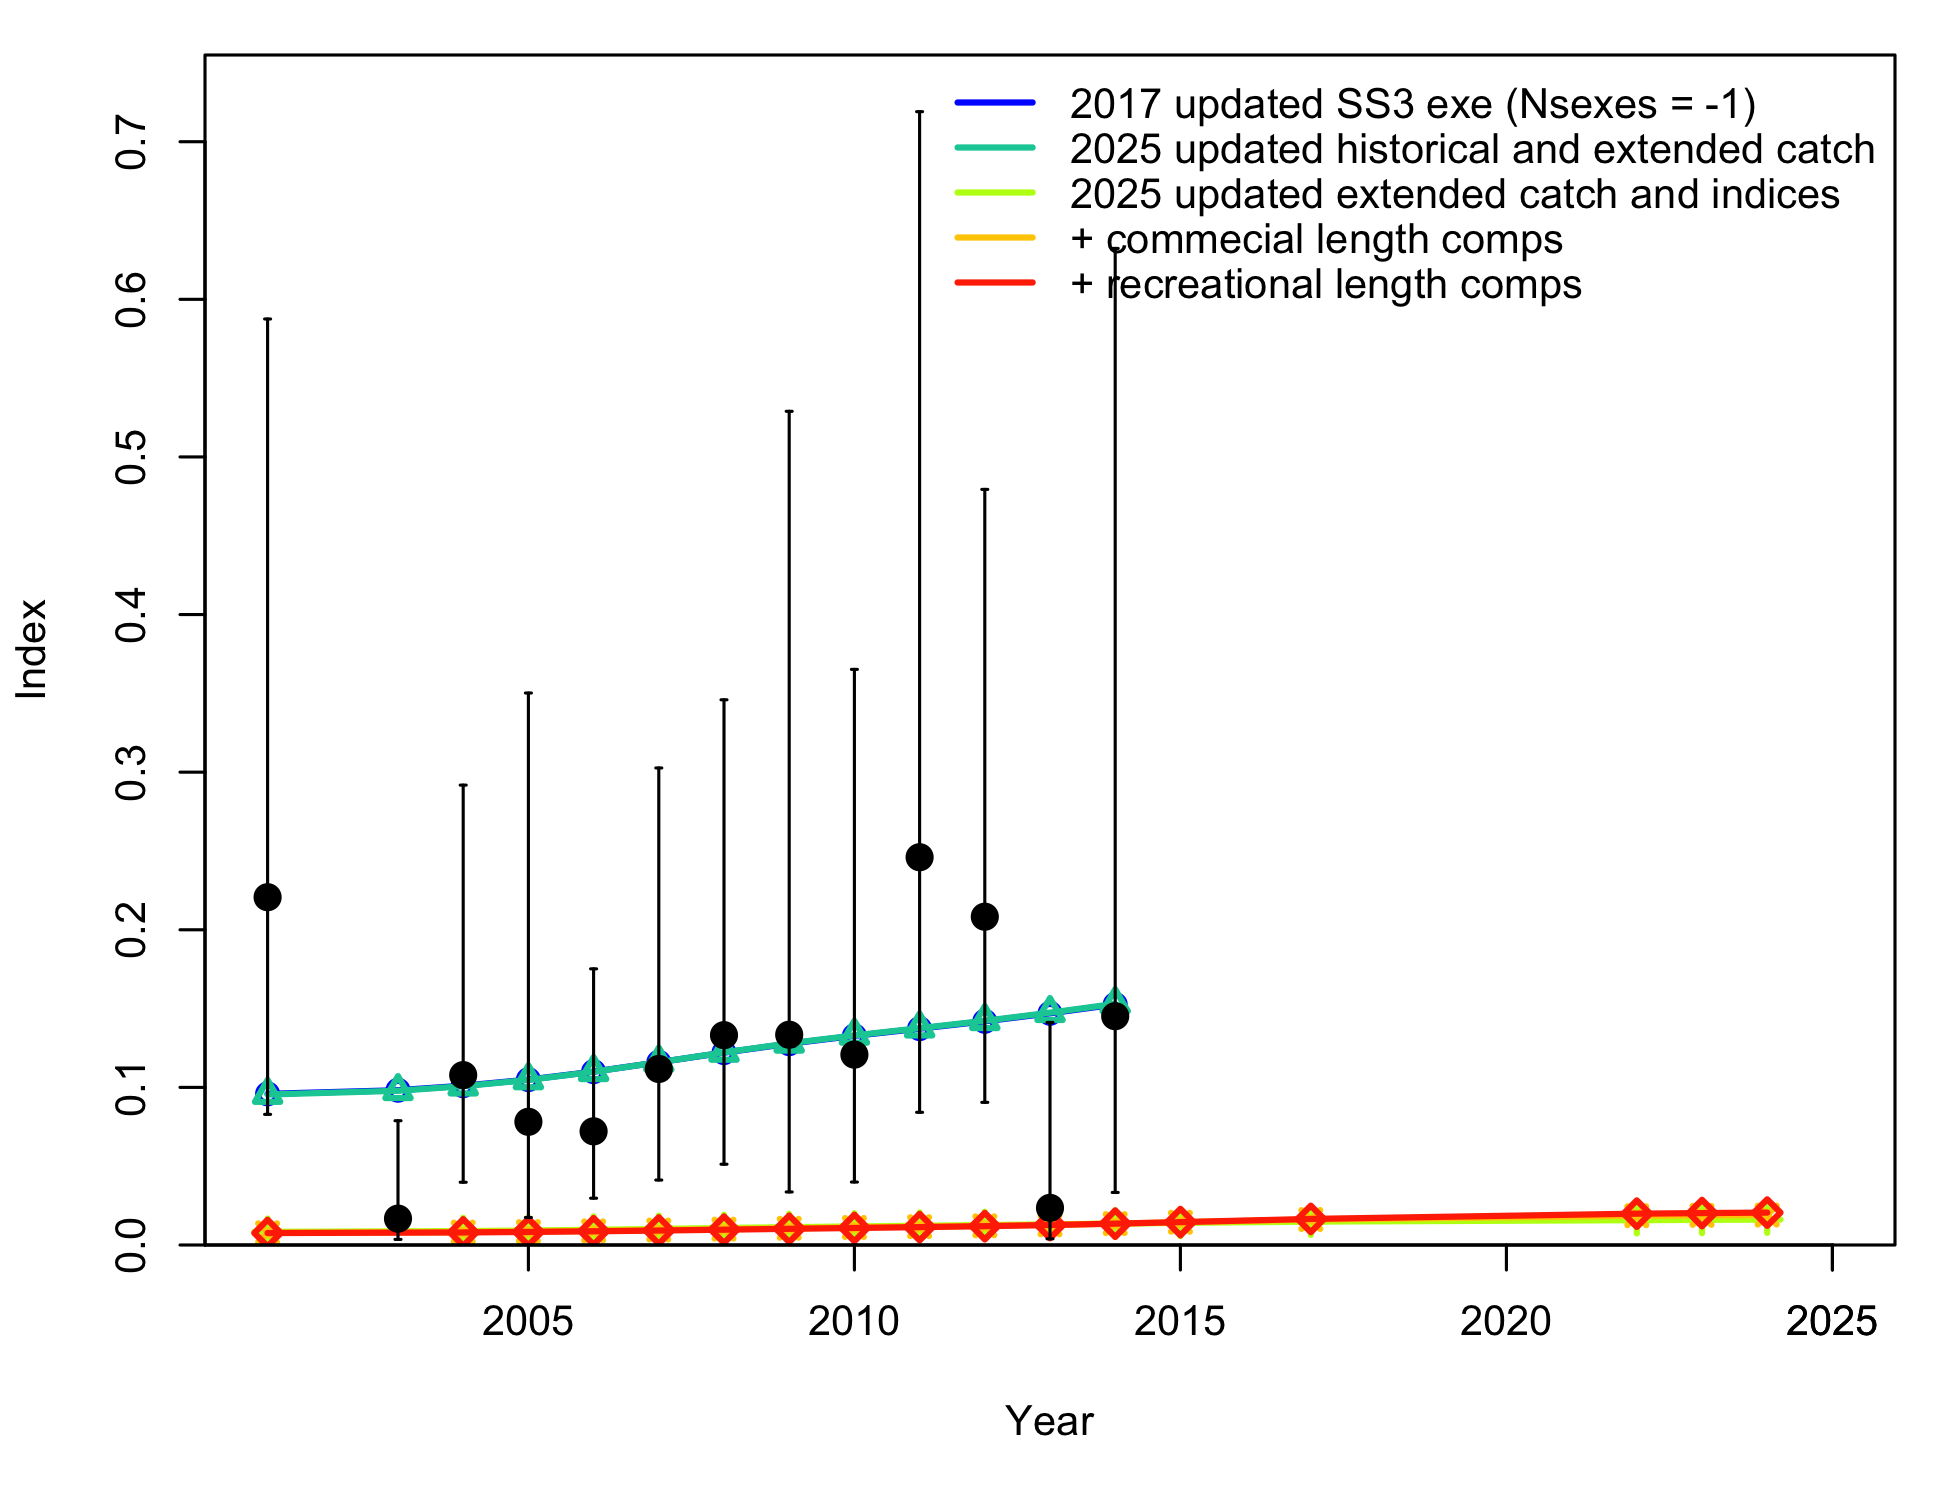 2017 updated SS3 exe (Nsexes = -1)
2025 updated historical and extended catch
2025 updated extended catch and indices
+ commecial length comps
+ recreational length comps
0.7
0.6
0.5
0.4
0.3
0.2
0.1
0.0
Index
2005
2010
2015
2020
2025
Year